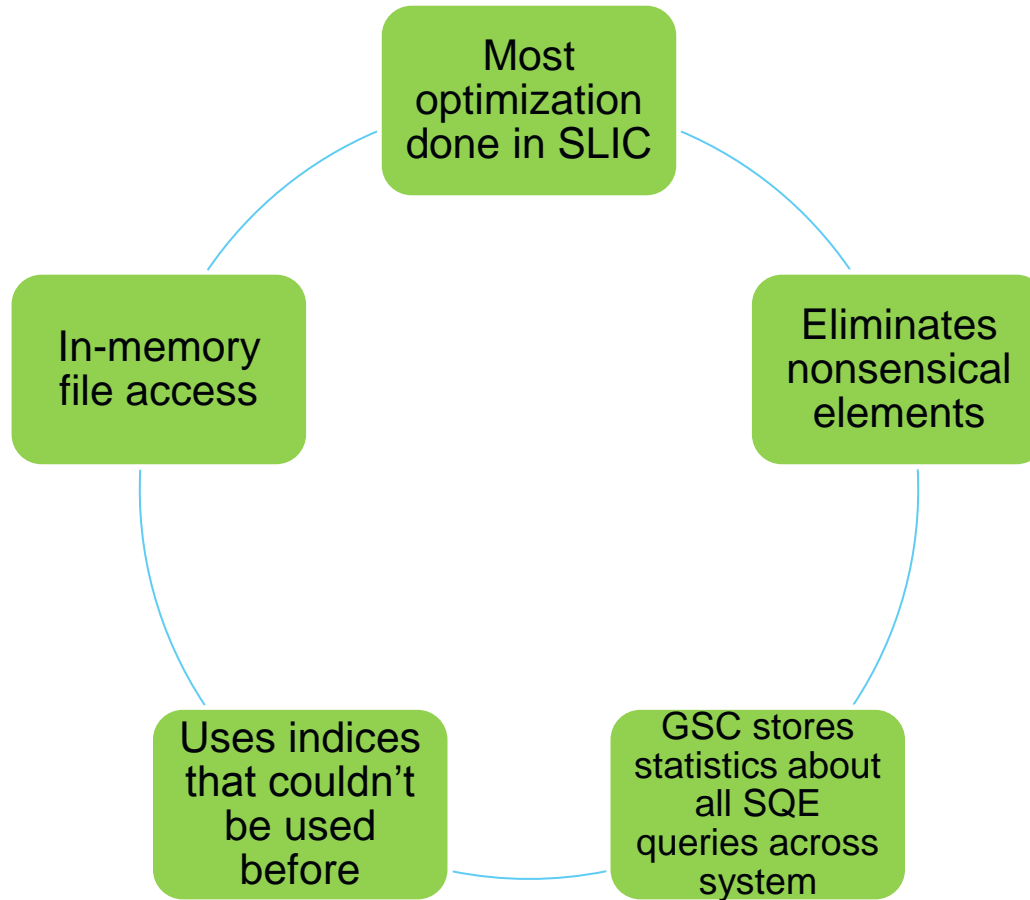 Most
optimization
done in SLIC
Eliminates
nonsensical
elements
GSC stores
statistics about
all SQE
queries across
system
Uses indices
that couldn’t
be used
before
In-memory
file access